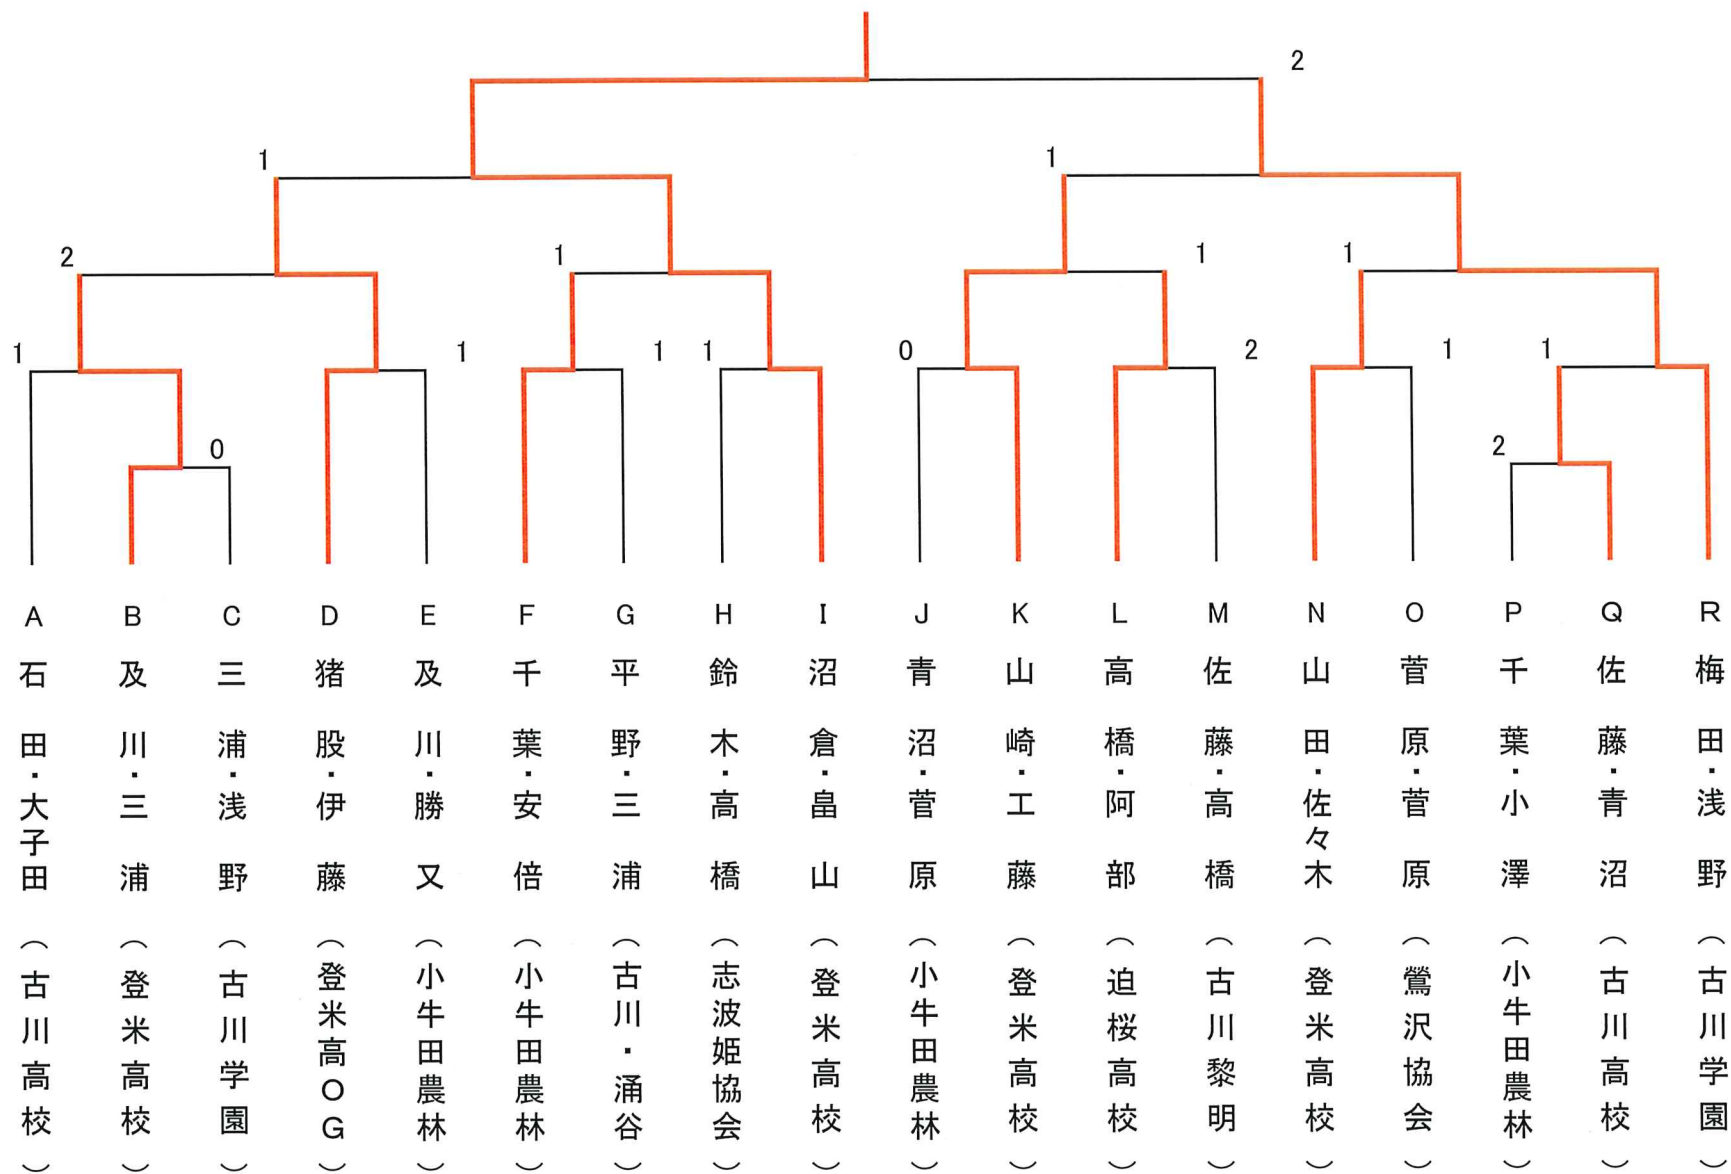 2
1
1
2
1
1
1
1
1
1
1
0
2
1
1
0
2
A 石田・大子田（古川高校）
B 及川・三浦（登米高校）
C 三浦・浅野（古川学園）
D 猪股・伊藤（登米高OG）
E 及川・勝又（小牛田農林）
F 千葉・安倍（小牛田農林）
G 平野・三浦（古川・涌谷）
H 鈴木・高橋（志波姫協会）
I 沼倉・畠山（登米高校）
J 青沼・菅原（小牛田農林）
K 山崎・工藤（登米高校）
L 高橋・阿部（迫桜高校）
M 佐藤・高橋（古川黎明）
N 山田・佐々木（登米高校）
O 菅原・菅原（鶯沢協会）
P 千葉・小澤（小牛田農林）
Q 佐藤・青沼（古川高校）
R 梅田・浅野（古川学園）